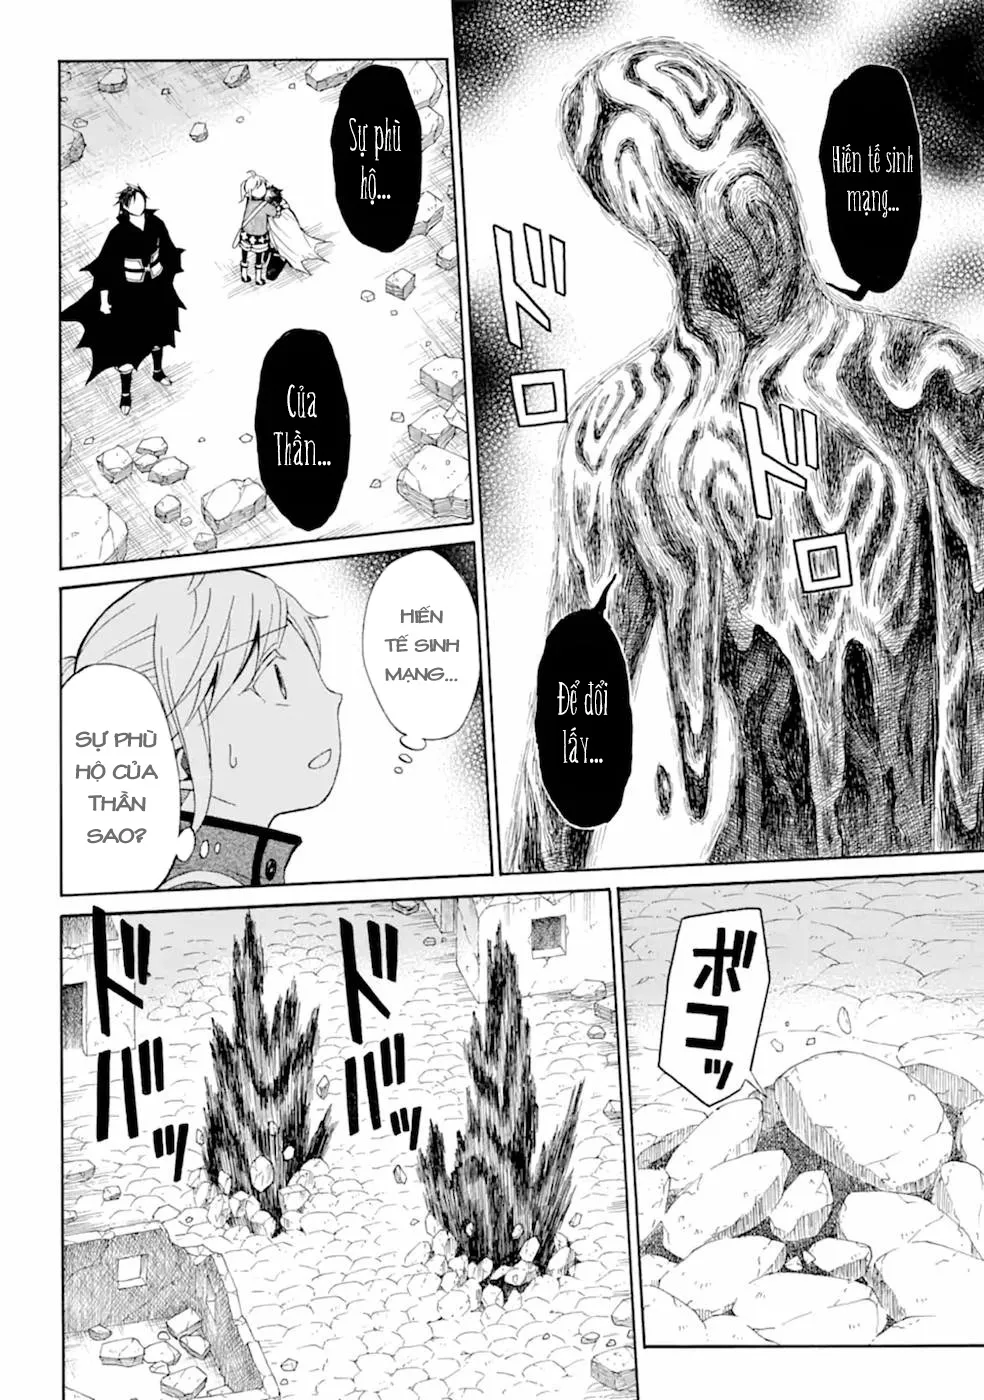 Hiến tế sinh
mạng...
ドロ
ドロ
Để đổi
lấy...
Sự phù
hộ...
Của
Thần...
HIẾN
TẾ SINH
MẠNG...
SỰ PHÙ
HỘ CỦA
THẦN
SAO?
ボコッ
ドバッ
ドバッ